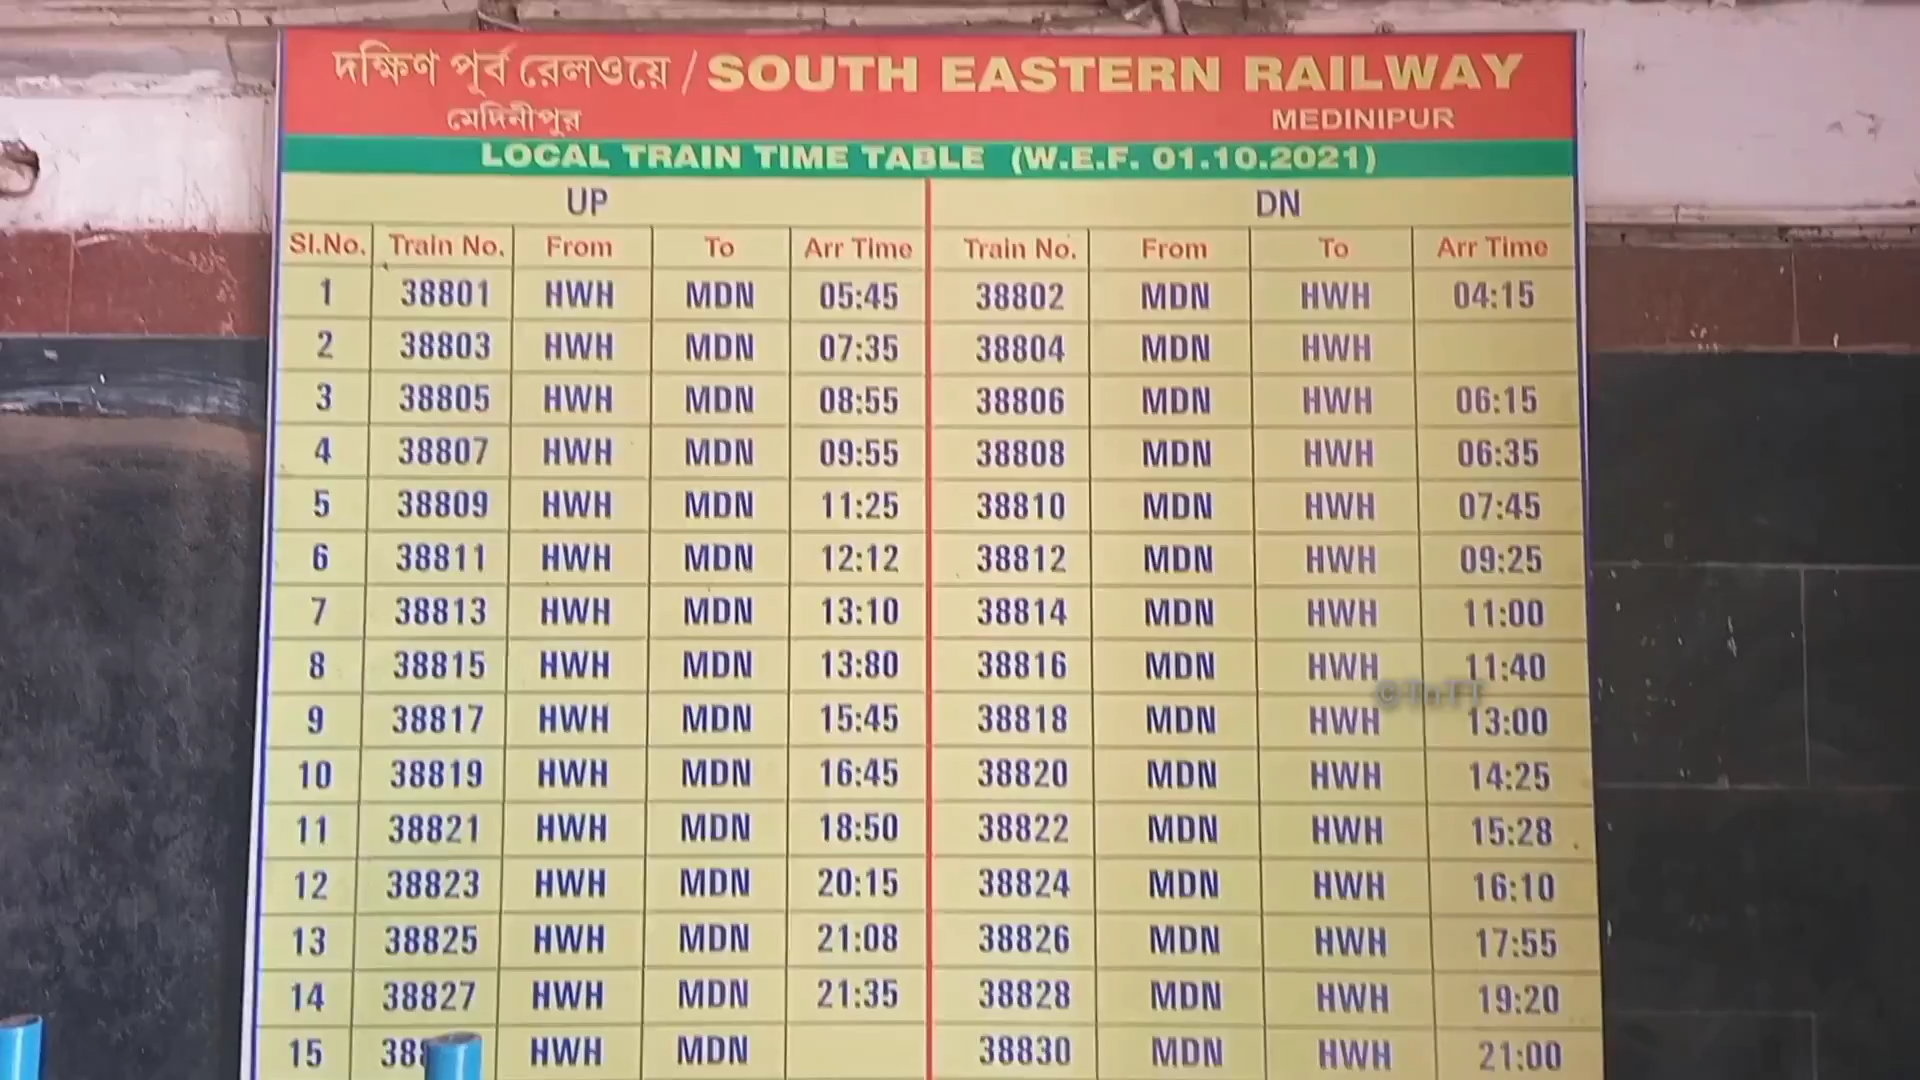 দক্ষিণ পূর্ব রেলওয়ে / SOUTH EASTERN RAILWAY
মেদিনীপুর MEDINIPUR
LOCAL TRAIN TIME TABLE (W.E.F. 01.10.2021)
UP DN
Sl.No. Train No. From To Arr Time Train No. From To Arr Time
1 38801 HWH MDN 05:45 38802 MDN HWH 04:15
2 38803 HWH MDN 07:35 38804 MDN HWH
3 38805 HWH MDN 08:55 38806 MDN HWH 06:15
4 38807 HWH MDN 09:55 38808 MDN HWH 06:35
5 38809 HWH MDN 11:25 38810 MDN HWH 07:45
6 38811 HWH MDN 12:12 38812 MDN HWH 09:25
7 38813 HWH MDN 13:10 38814 MDN HWH 11:00
8 38815 HWH MDN 13:80 38816 MDN HWH 11:40
©TnTT
9 38817 HWH MDN 15:45 38818 MDN HWH 13:00
10 38819 HWH MDN 16:45 38820 MDN HWH 14:25
11 38821 HWH MDN 18:50 38822 MDN HWH 15:28
12 38823 HWH MDN 20:15 38824 MDN HWH 16:10
13 38825 HWH MDN 21:08 38826 MDN HWH 17:55
14 38827 HWH MDN 21:35 38828 MDN HWH 19:20
15 HWH MDN 38830 MDN HWH 21:00